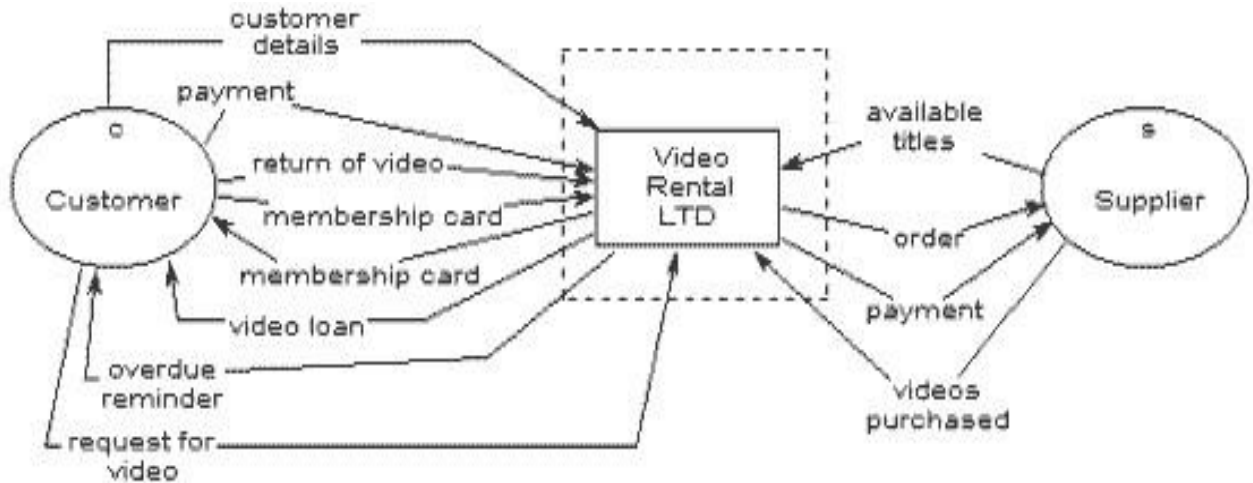 customer
details
payment
return of video
membership card
membership card
video loan
overdue
reminder
request for
video
c
Customer
Video
Rental
LTD
available
titles
order
payment
videos
purchased
s
Supplier